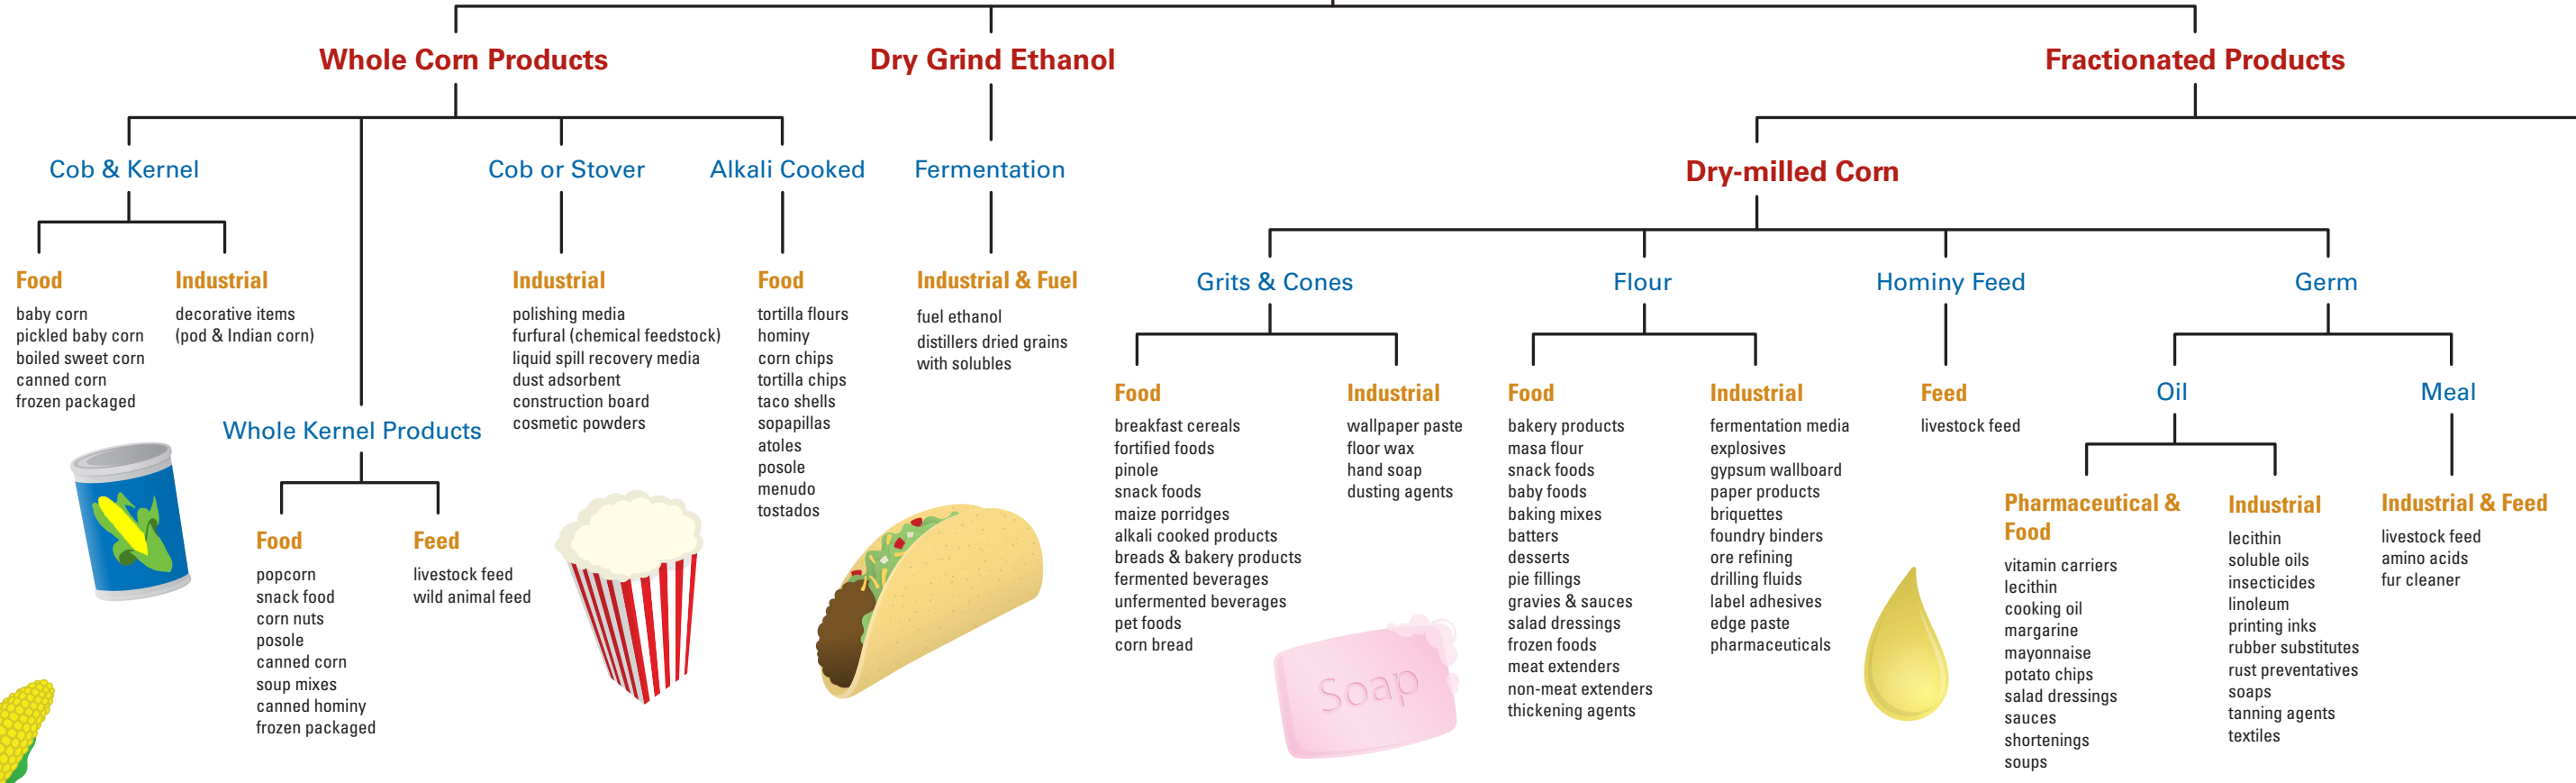 Whole Corn Products
Dry Grind Ethanol
Fractionated Products
Cob & Kernel
Cob or Stover
Alkali Cooked
Fermentation
Dry-milled Corn
Food
baby corn
pickled baby corn
boiled sweet corn
canned corn
frozen packaged
Industrial
decorative items
(pod & Indian corn)
Whole Kernel Products
Food
popcorn
snack food
corn nuts
posole
canned corn
soup mixes
canned hominy
frozen packaged
Feed
livestock feed
wild animal feed
Industrial
polishing media
furfural (chemical feedstock)
liquid spill recovery media
dust adsorbent
construction board
cosmetic powders
Food
tortilla flours
hominy
corn chips
tortilla chips
taco shells
sopapillas
atoles
posole
menudo
tostados
Industrial & Fuel
fuel ethanol
distillers dried grains
with solubles
Grits & Cones
Flour
Hominy Feed
Germ
Food
breakfast cereals
fortified foods
pinole
snack foods
maize porridges
alkali cooked products
breads & bakery products
fermented beverages
unfermented beverages
pet foods
corn bread
Industrial
wallpaper paste
floor wax
hand soap
dusting agents
Soap
Food
bakery products
masa flour
snack foods
baby foods
baking mixes
batters
desserts
pie fillings
gravies & sauces
salad dressings
frozen foods
meat extenders
non-meat extenders
thickening agents
Industrial
fermentation media
explosives
gypsum wallboard
paper products
briquettes
foundry binders
ore refining
drilling fluids
label adhesives
edge paste
pharmaceuticals
Feed
livestock feed
Oil
Meal
Pharmaceutical &
Food
vitamin carriers
lecithin
cooking oil
margarine
mayonnaise
potato chips
salad dressings
sauces
shortenings
soups
Industrial
lecithin
soluble oils
insecticides
linoleum
printing inks
rubber substitutes
rust preventatives
soaps
tanning agents
textiles
Industrial & Feed
livestock feed
amino acids
fur cleaner